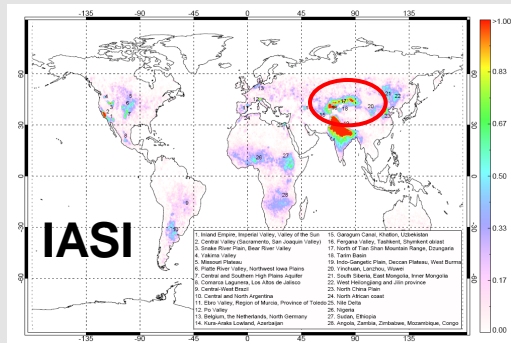 -135 -90 -45 0 45 90 135
>1.00
0.83
0.67
0.50
0.33
0.17
0.00
60
30
0
-30
-60
IASI
1. Inland Empire, Imperial Valley, Valley of the Sun
2. Central Valley (Sacramento, San Joaquin Valley)
3. Snake River Plain, Bear River Valley
4. Yakima Valley
5. Missouri Plateau
6. Platte River Valley, Northwest Iowa Plains
7. Central and Southern High Plains Aquifer
8. Comarca Lagunera, Los Altos de Jalisco
9. Central-West Brazil
10. Central and North Argentina
11. Ebro Valley, Region of Murcia, Province of Toledo
12. Po Valley
13. Belgium, the Netherlands, North Germany
14. Kura-Araks Lowland, Azerbaijan
15. Garagum Canal, Khatlon, Uzbekistan
16. Fergana Valley, Tashkent, Shymkent oblast
17. North of Tian Shan Mountain Range, Dzungaria
18. Tarim Basin
19. Indo-Gangetic Plain, Deccan Plateau, West Burma
20. Yinchuan, Lanzhou, Wuwei
21. South Siberia, East Mongolia, Inner Mongolia
22. West Heilongjiang and Jilin province
23. North China Plain
24. North African coast
25. Nile Delta
26. Nigeria
27. Sudan, Ethiopia
28. Angola, Zambia, Zimbabwe, Mozambique, Congo
-135 -90 -45 0 45 90 135